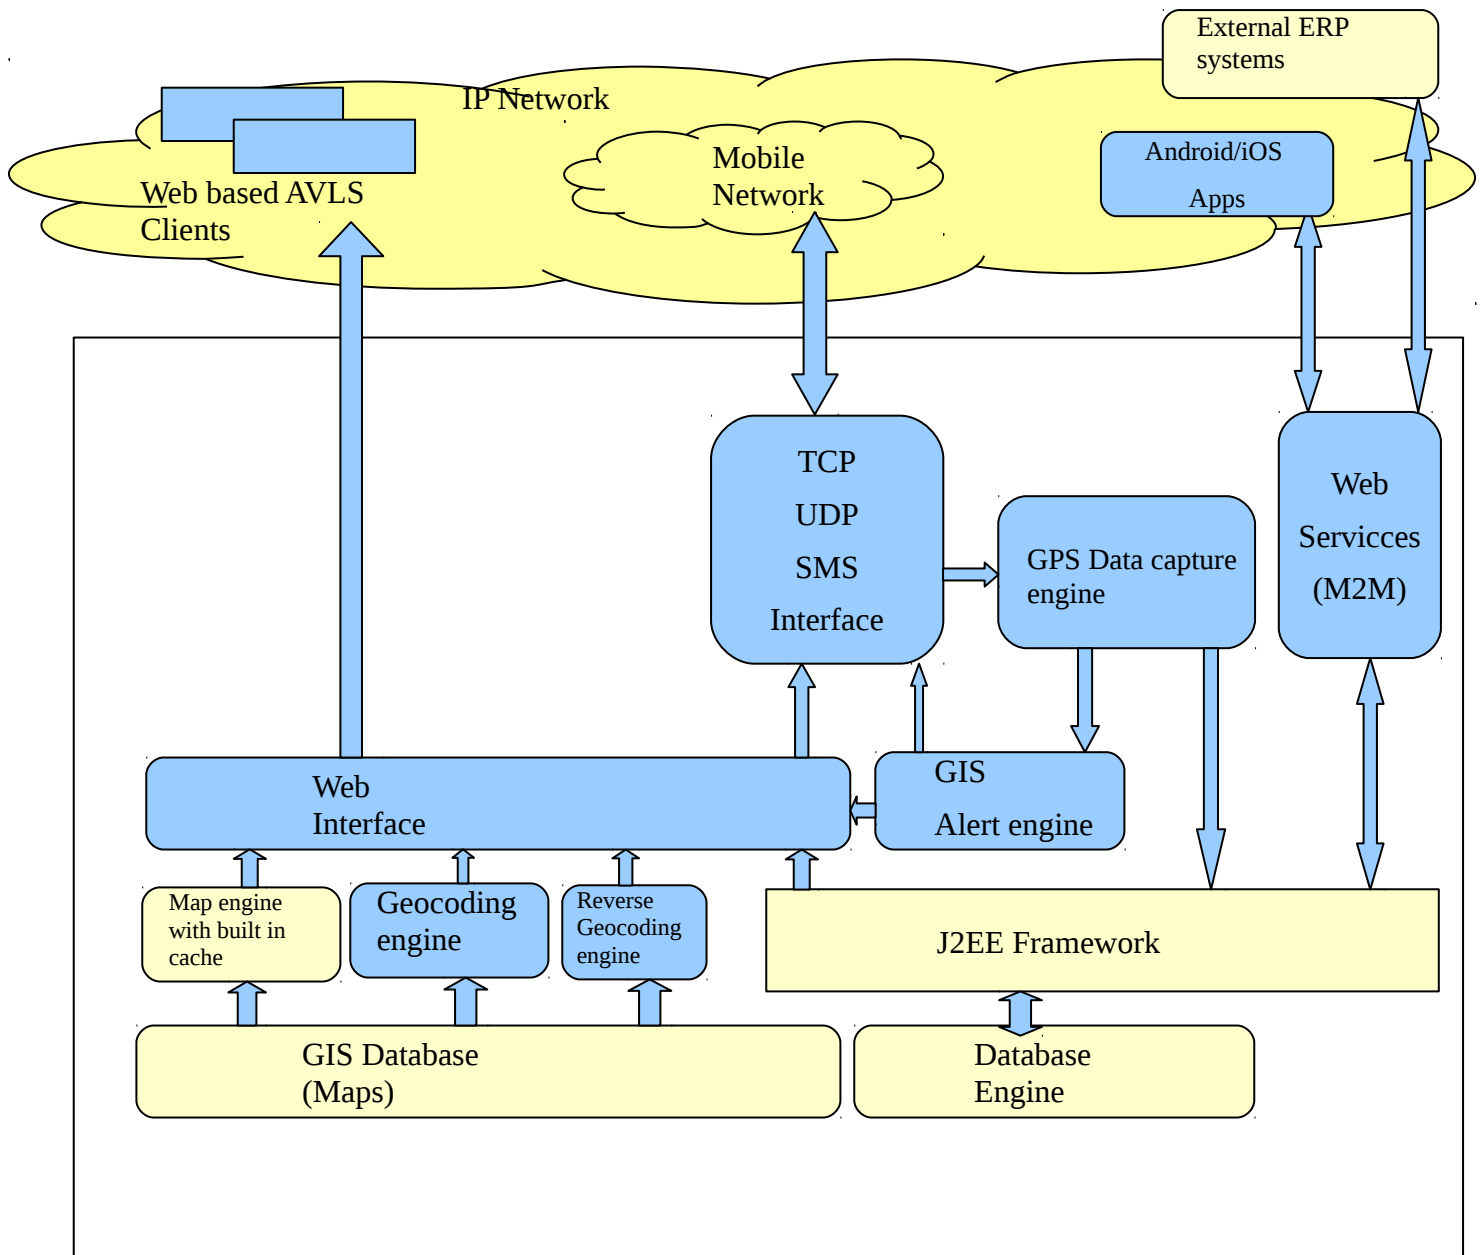 External ERP
systems
IP Network
Mobile
Network
Android/iOS
Apps
Web based AVLS
Clients
TCP
UDP
SMS
Interface
GPS Data capture
engine
Web
Servicces
(M2M)
Web
Interface
GIS
Alert engine
Map engine
with built in
cache
Geocoding
engine
Reverse
Geocoding
engine
J2EE Framework
GIS Database
(Maps)
Database
Engine